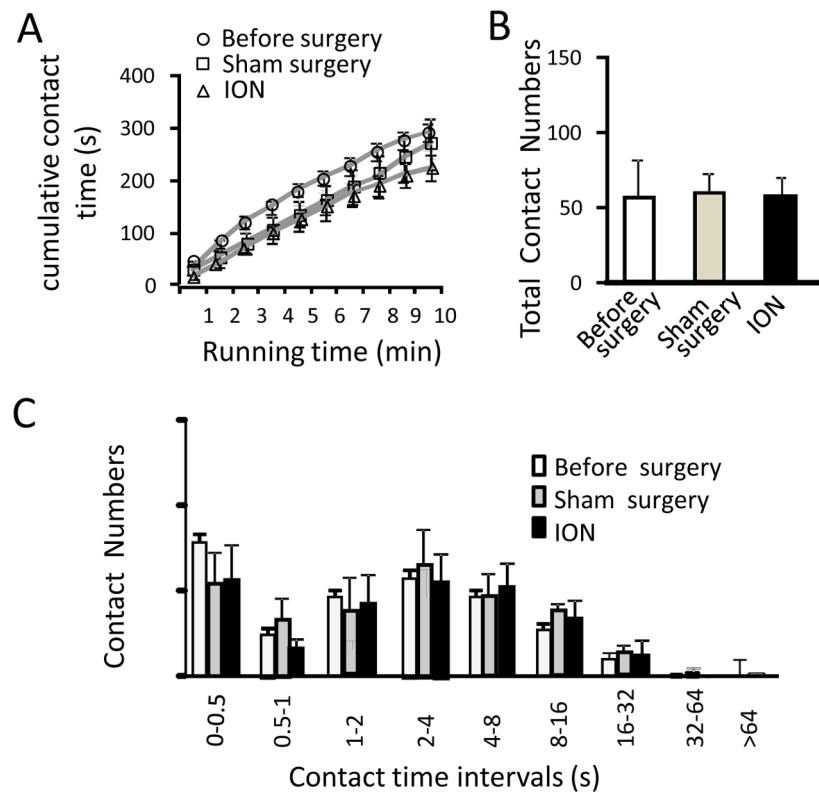 A
Before surgery
Sham surgery
ION
cumulative contact
time (s)
400
300
200
100
0
1 2 3 4 5 6 7 8 9 10
Running time (min)
B
Total Contact Numbers
150
100
50
0
Before
surgery
Sham
surgery
ION
C
Contact Numbers
Before surgery
Sham surgery
ION
0-0.5 0.5-1 1-2 2-4 4-8 8-16 16-32 32-64 >64
Contact time intervals (s)